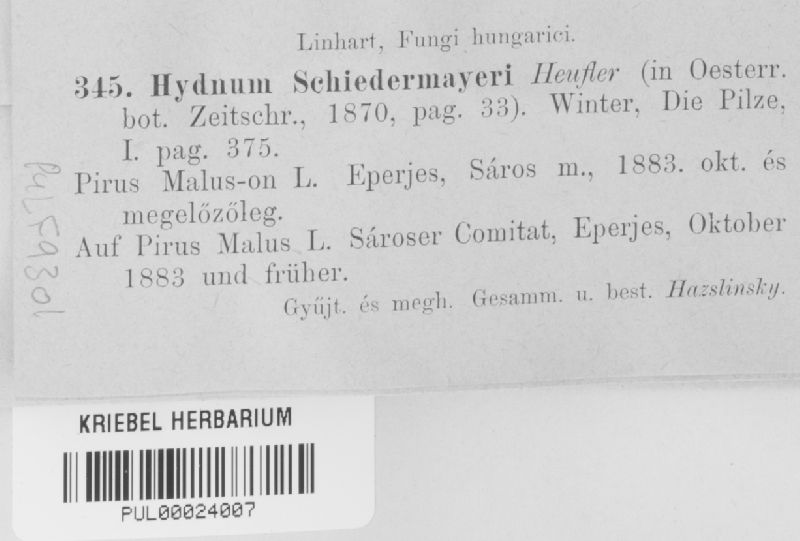 Linhart, Fungi hungarici.
345. Hydnum Schiedermayeri Heufler (in Oesterr.
bot. Zeitschr., 1870, pag. 33). Winter, Die Pilze,
I. pag. 375.
Pirus Malus-on L. Eperjes, Sáros m., 1883. okt. és
megelőzőleg.
Auf Pirus Malus L. Sároser Comitat, Eperjes, Oktober
1883 und früher.
Gyűjt. és megh. Gesamm. u. best. Hazslinsky.
PUL F9301
KRIEBEL HERBARIUM
PUL00024007